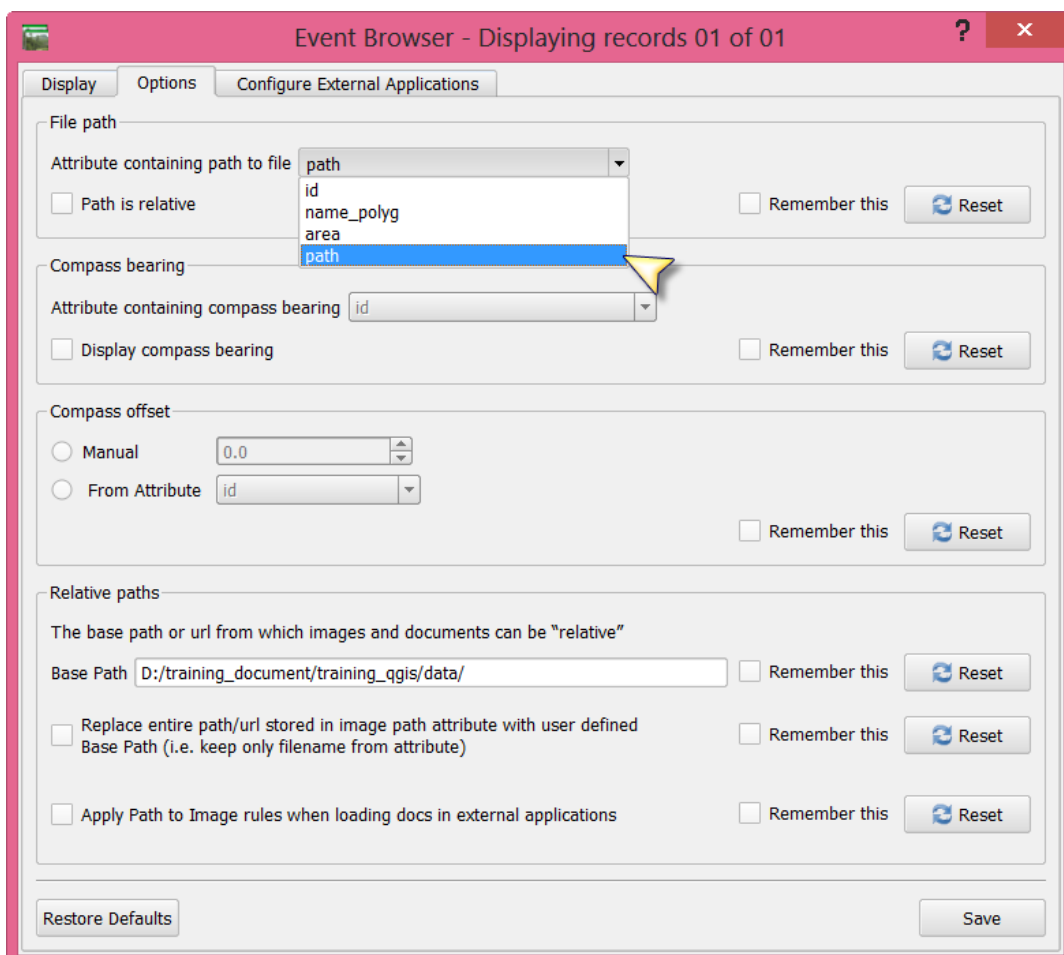 Event Browser - Displaying records 01 of 01
?
x
Display Options Configure External Applications
File path
Attribute containing path to file path
id
name_polyg
area
path
Path is relative Remember this Reset
Compass bearing
Attribute containing compass bearing id
Display compass bearing Remember this Reset
Compass offset
Manual 0.0
From Attribute id
Remember this Reset
Relative paths
The base path or url from which images and documents can be “relative”
Base Path D:/training_document/training_qgis/data/ Remember this Reset
Replace entire path/url stored in image path attribute with user defined
Base Path (i.e. keep only filename from attribute) Remember this Reset
Apply Path to Image rules when loading docs in external applications Remember this Reset
Restore Defaults Save